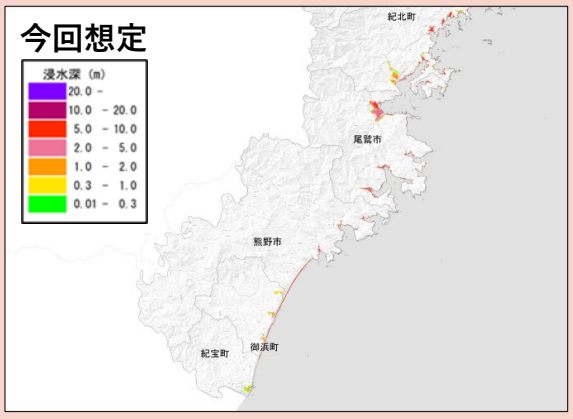 今回想定
浸水深 (m)
20.0 -
10.0 - 20.0
5.0 - 10.0
2.0 - 5.0
1.0 - 2.0
0.3 - 1.0
0.01 - 0.3
紀北町
尾鷲市
熊野市
御浜町
紀宝町